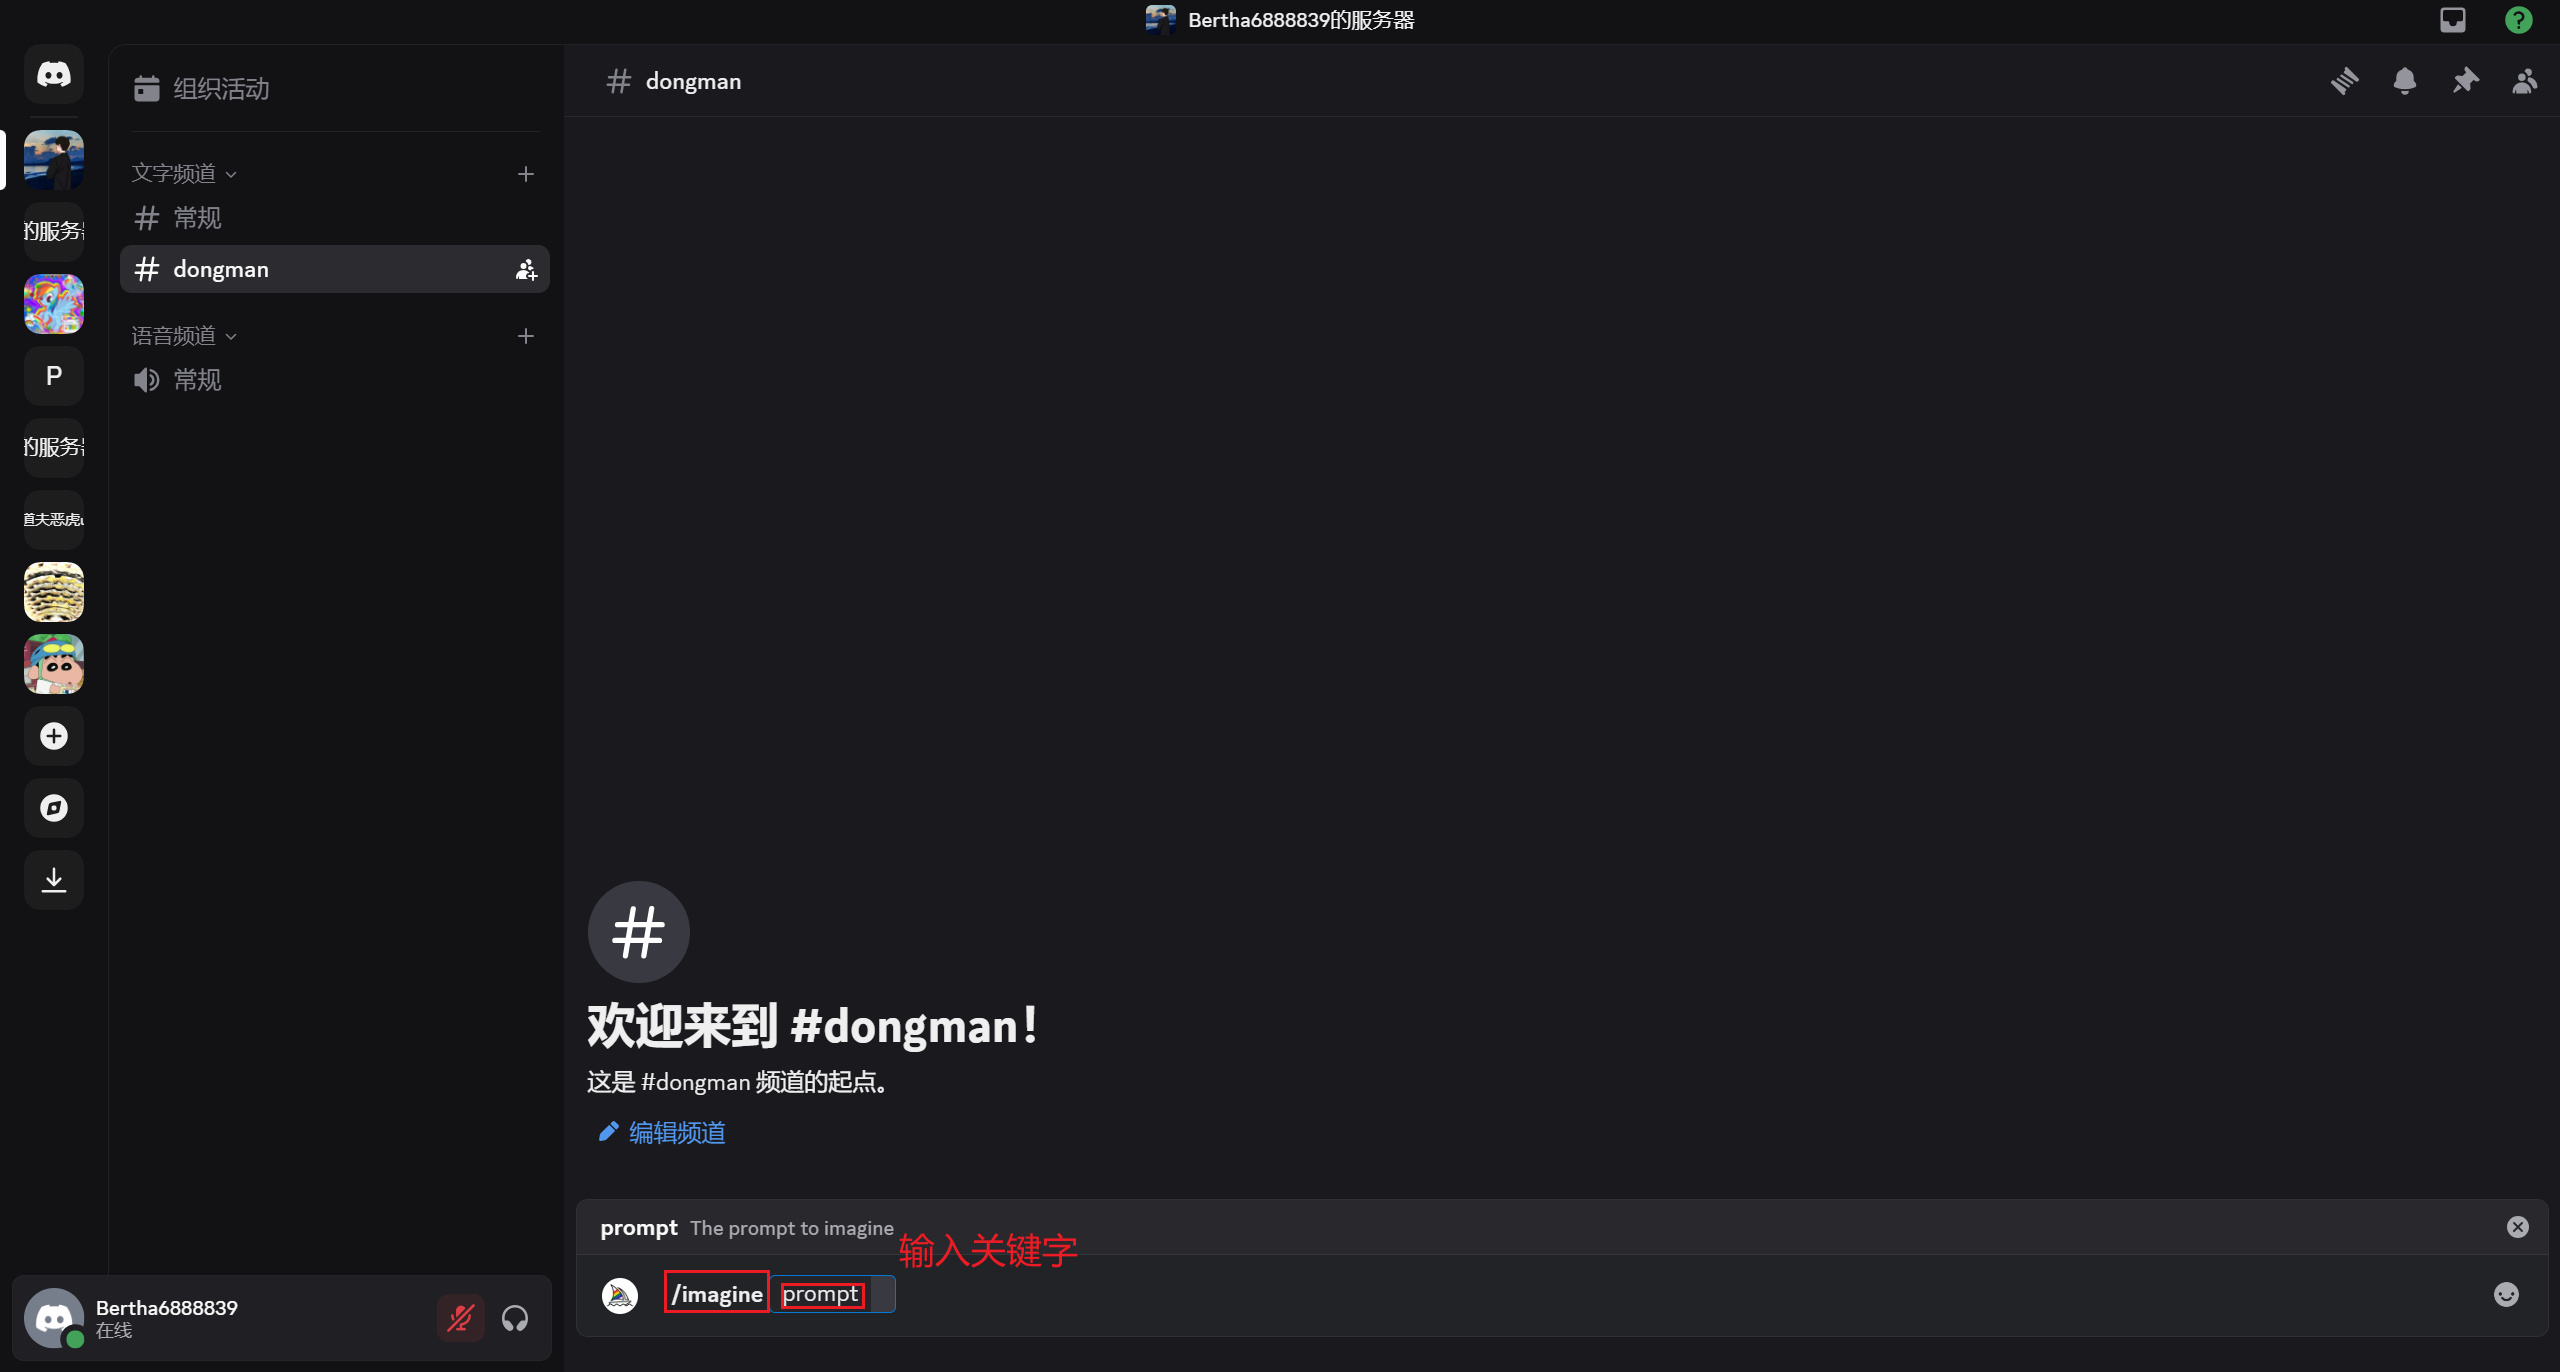 Bertha6888839的服务器
的服务
P
的服务
道夫恶虎
组织活动
文字频道
常规
dongman
语音频道
常规
dongman
欢迎来到 #dongman!
这是 #dongman 频道的起点。
编辑频道
prompt The prompt to imagine
输入关键字
/imagine prompt
Bertha6888839
在线